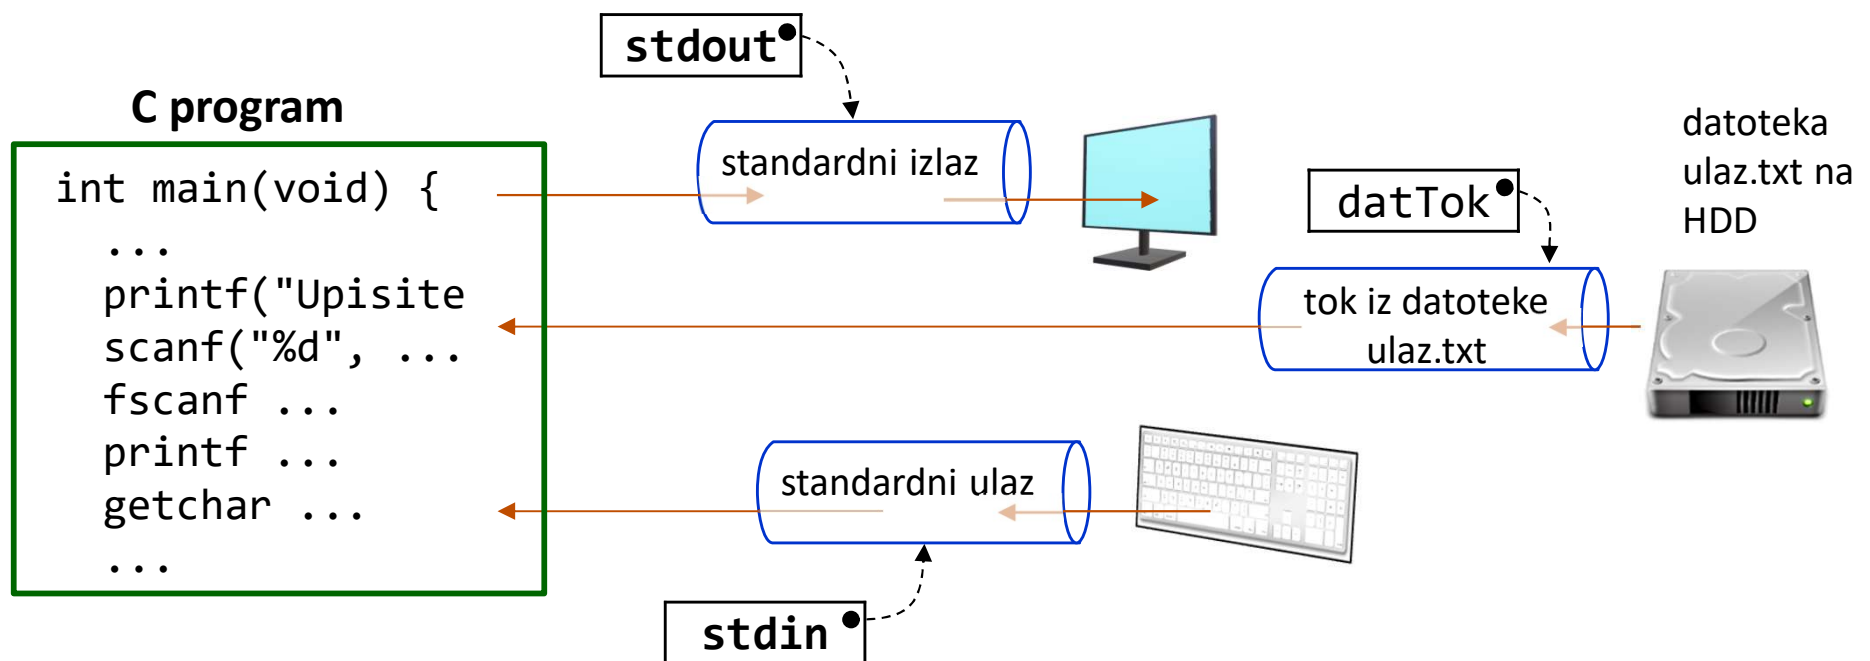 stdout
C program
int main(void) {
...
printf("Upisite
scanf("%d", ...
fscanf ...
printf ...
getchar ...
...
standardni izlaz
datoteka
ulaz.txt na
HDD
datTok
tok iz datoteke
ulaz.txt
standardni ulaz
stdin